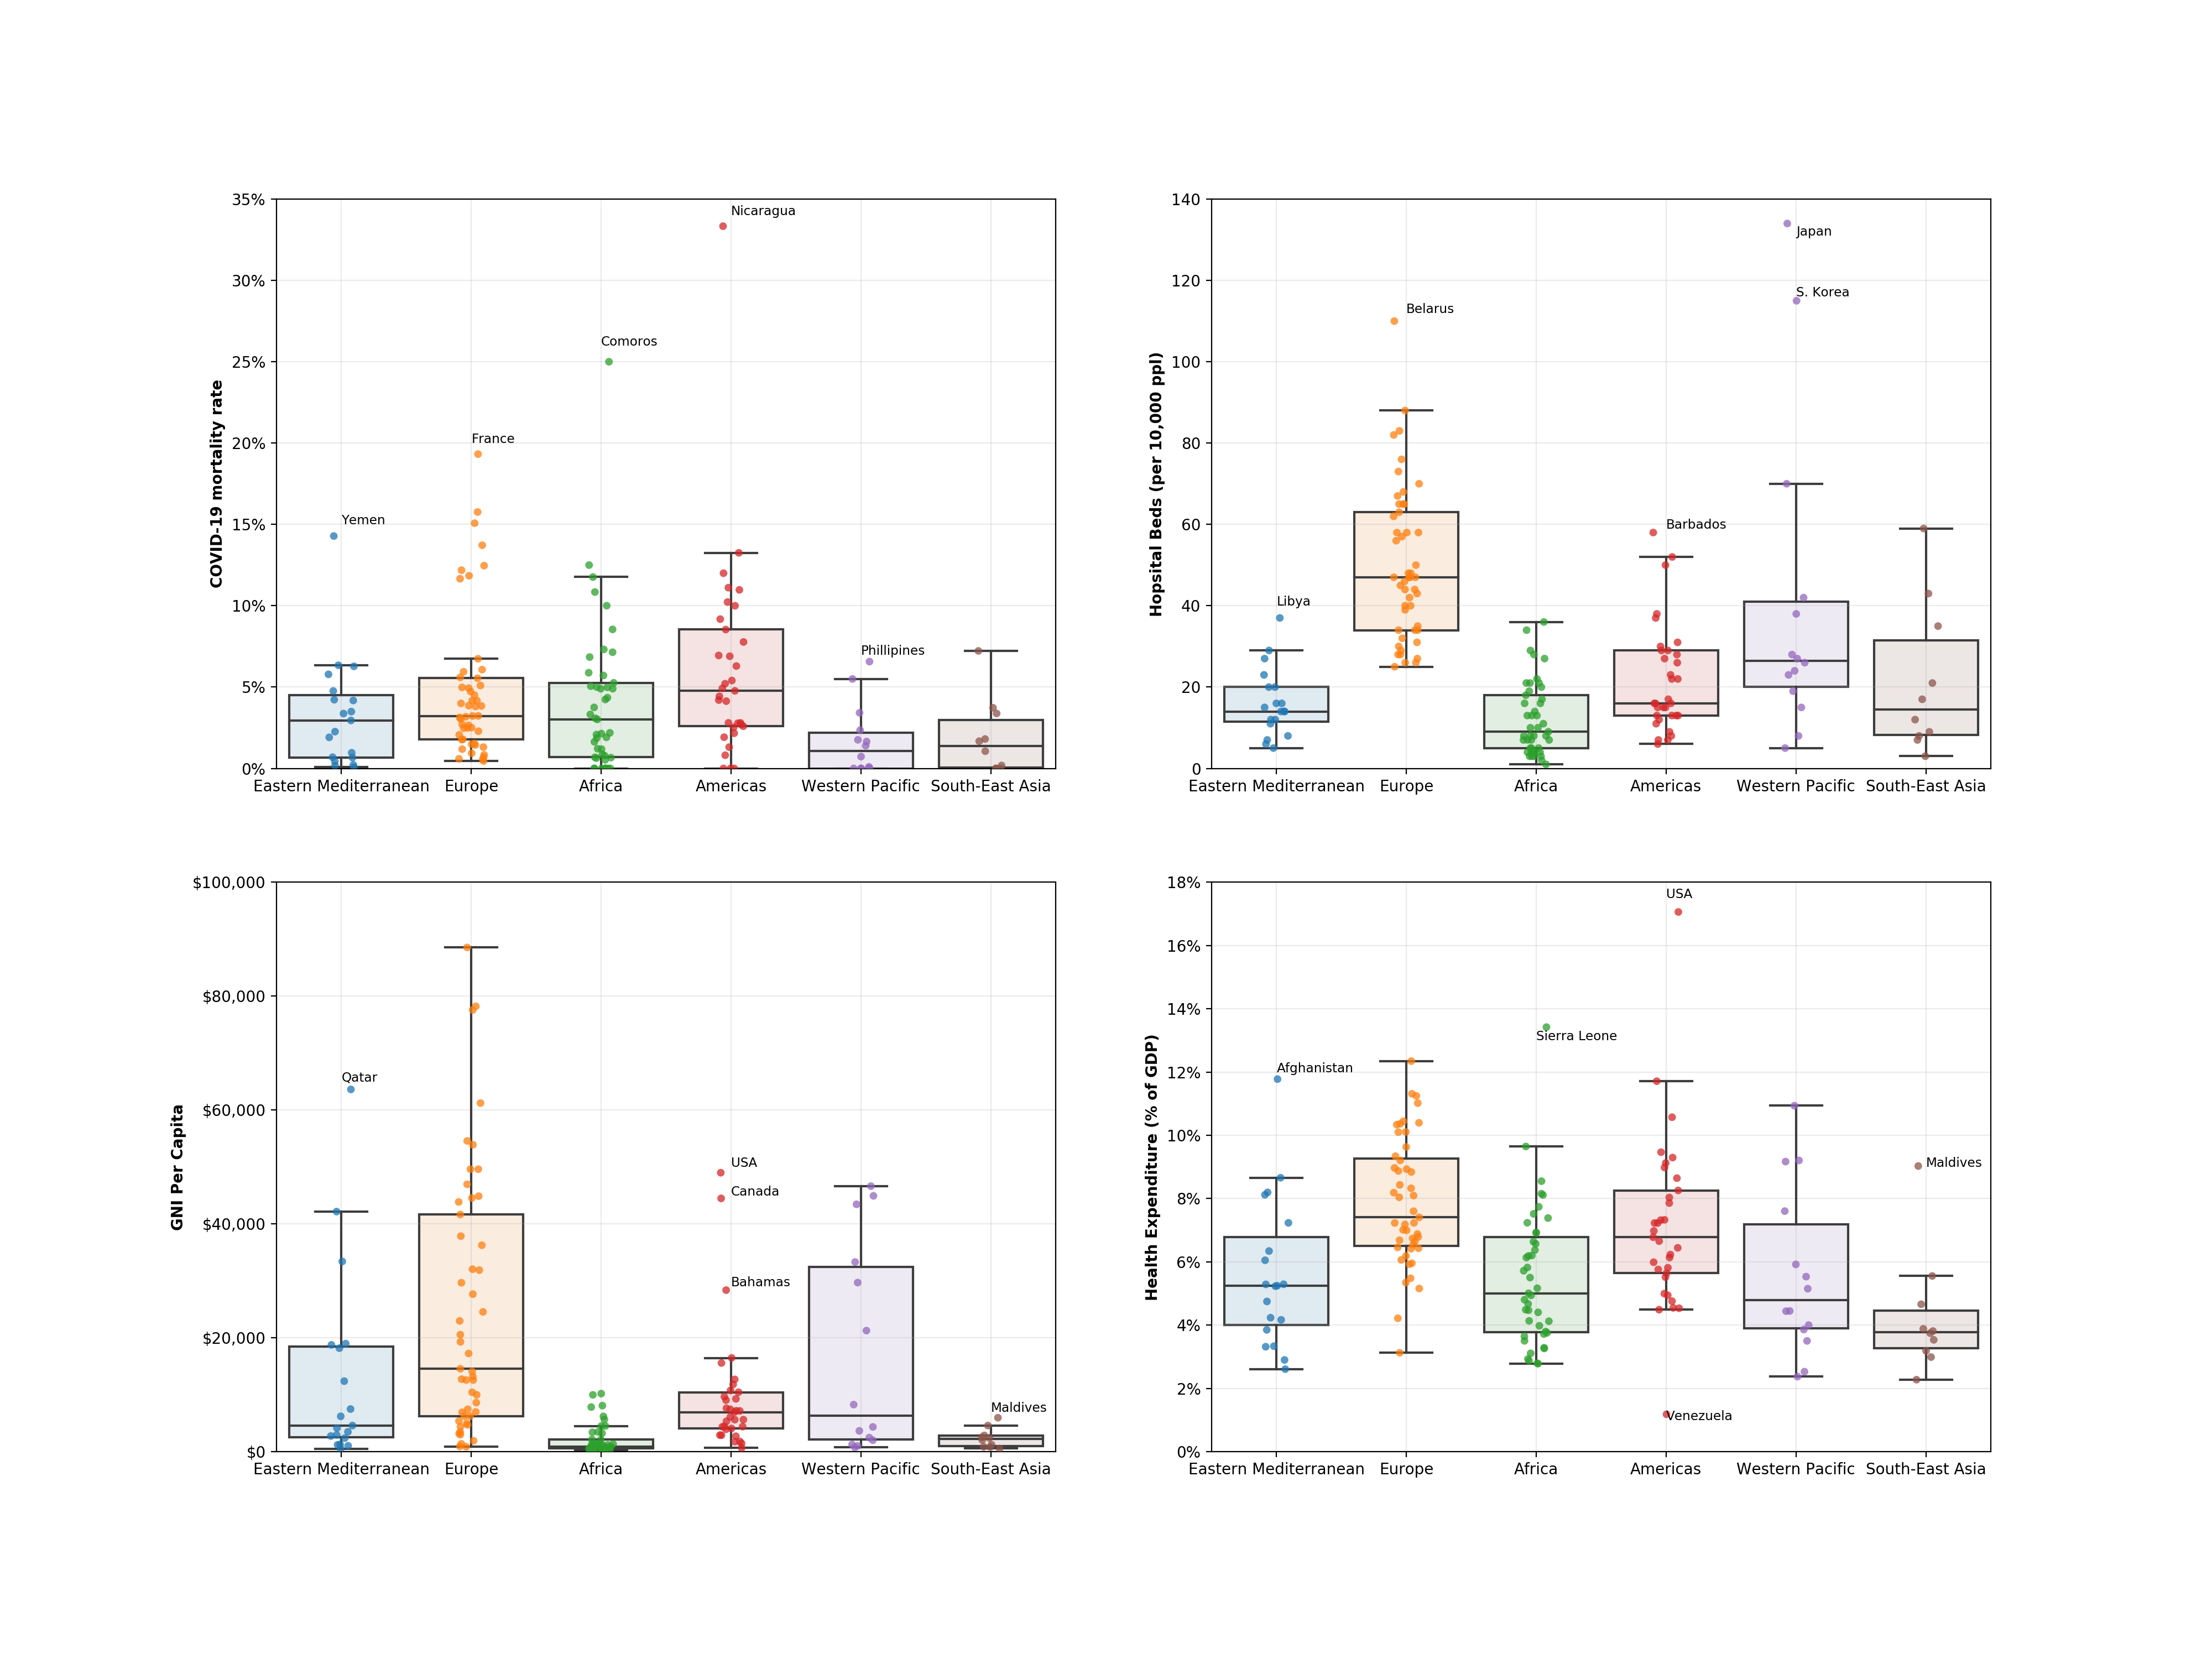 COVID-19 mortality rate
35%
30%
25%
20%
15%
10%
5%
0%
Nicaragua
Comoros
France
Yemen
Phillipines
Eastern Mediterranean Europe Africa Americas Western Pacific South-East Asia
Hopsital Beds (per 10,000 ppl)
140
120
100
80
60
40
20
0
Japan
S. Korea
Belarus
Barbados
Libya
Eastern Mediterranean Europe Africa Americas Western Pacific South-East Asia
GNI Per Capita
$100,000
$80,000
$60,000
$40,000
$20,000
$0
Qatar
USA
Canada
Bahamas
Maldives
Eastern Mediterranean Europe Africa Americas Western Pacific South-East Asia
Health Expenditure (% of GDP)
18%
16%
14%
12%
10%
8%
6%
4%
2%
0%
USA
Sierra Leone
Afghanistan
Maldives
Venezuela
Eastern Mediterranean Europe Africa Americas Western Pacific South-East Asia